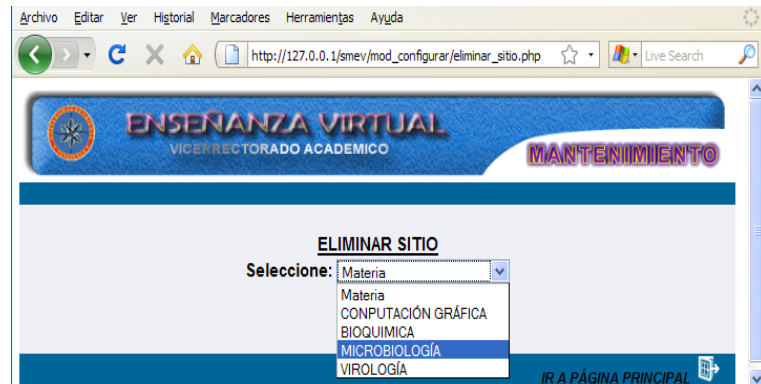 Archivo Editar Ver Historial Marcadores Herramientas Ayuda
http://127.0.0.1/smev/mod_configurar/eliminar_sitio.php Live Search
ENSEÑANZA VIRTUAL
VICERRECTORADO ACADEMICO
MANTENIMIENTO
ELIMINAR SITIO
Seleccione: Materia
Materia
CONPUTACIÓN GRÁFICA
BIOQUIMICA
MICROBIOLOGÍA
VIROLOGÍA
IR A PÁGINA PRINCIPAL